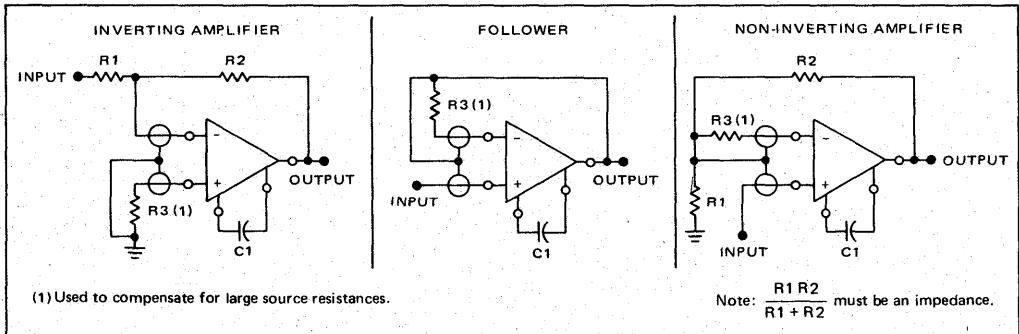 INVERTING AMPLIFIER
R1
R2
INPUT
−
+
OUTPUT
R3 (1)
C1
FOLLOWER
R3 (1)
−
+
INPUT
OUTPUT
C1
NON-INVERTING AMPLIFIER
R2
R3 (1)
−
+
OUTPUT
R1
INPUT
C1
(1) Used to compensate for large source resistances.
Note: R1 R2 / R1 + R2 must be an impedance.